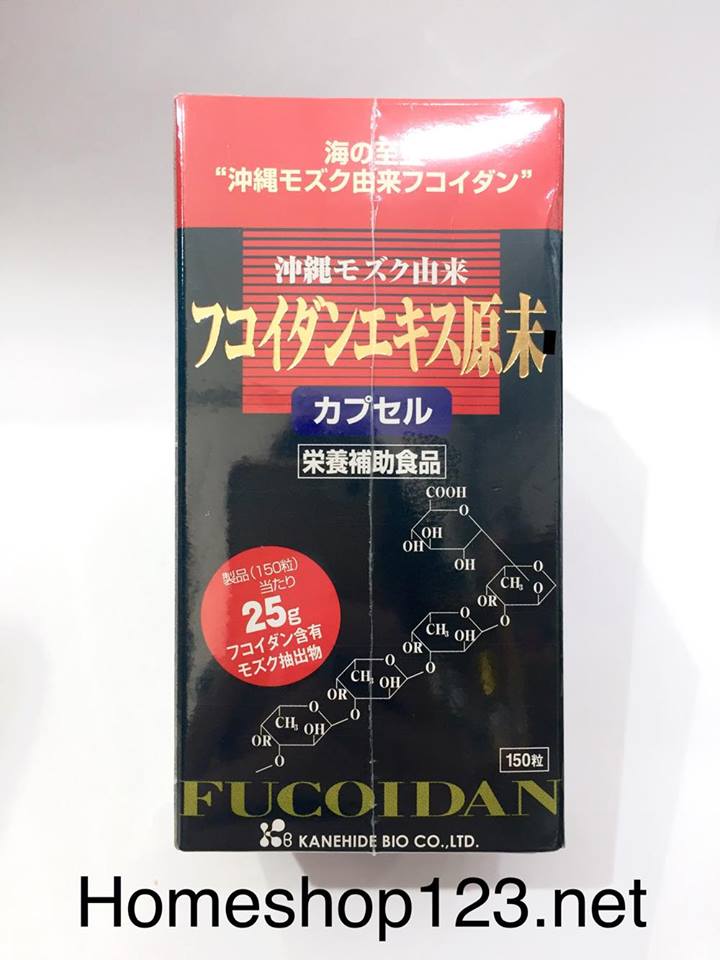 海の至宝
“沖縄モズク由来フコイダン”
沖縄モズク由来
フコイダンエキス原末
カプセル
栄養補助食品
COOH
O
OH
OH
OH
O
CH3
O
OR
O
O
CH3 OH
OR
O
O
CH3 OH
OR
O
O
CH3 OH
OR
O
製品(150粒)
当たり
25g
フコイダン含有
モズク抽出物
150粒
FUCOIDAN
KB KANEHIDE BIO CO.,LTD.
Homeshop123.net